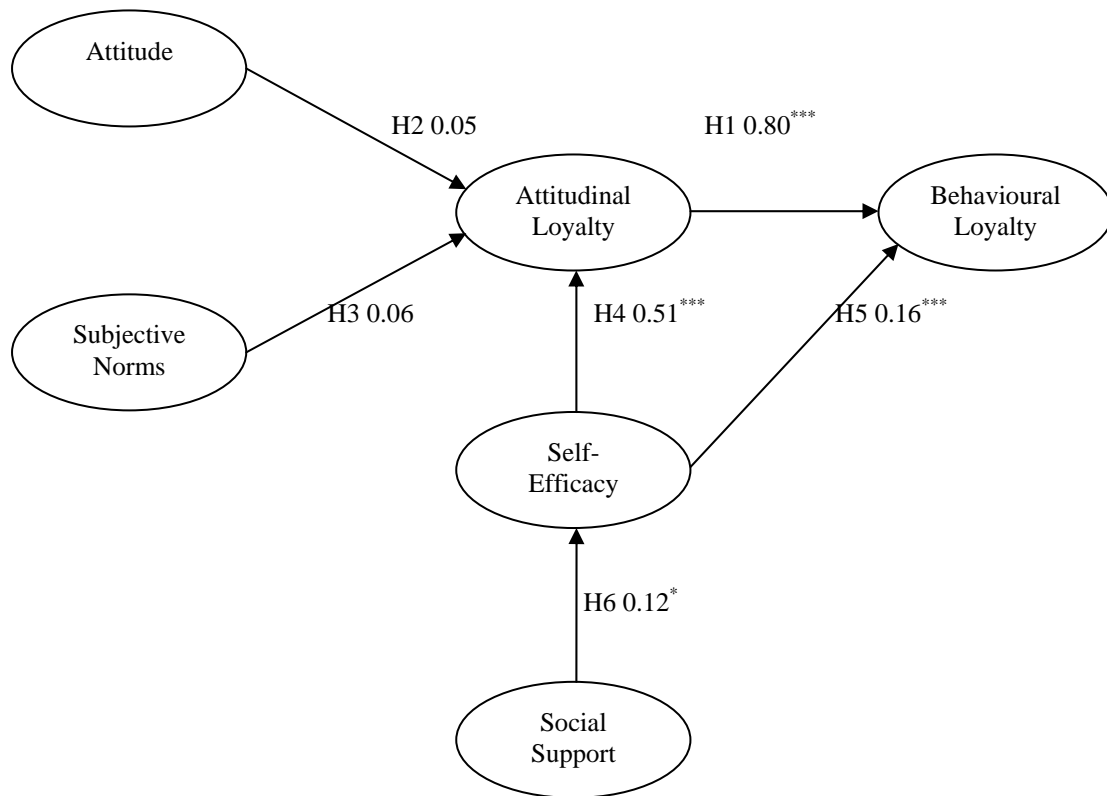 Attitude
H2 0.05
H1 0.80***
Attitudinal
Loyalty
Behavioural
Loyalty
H3 0.06
H4 0.51***
H5 0.16***
Subjective
Norms
Self-
Efficacy
H6 0.12*
Social
Support